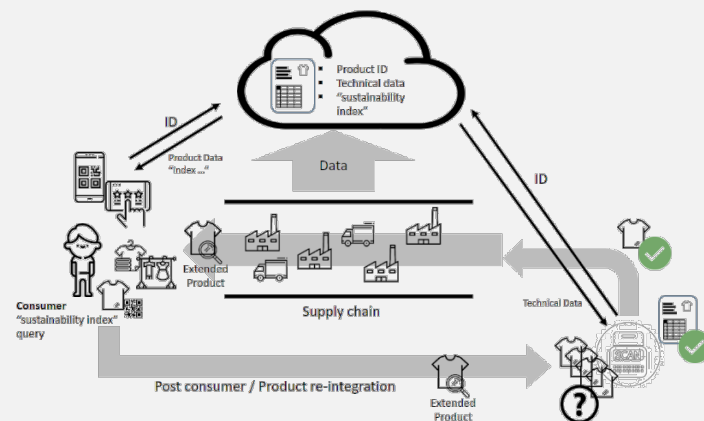 Product ID
Technical data
"sustainability
index"
ID
Product Data
"Index ..."
Data
ID
Extended
Product
Supply chain
Technical Data
Consumer
"sustainability index"
query
SCAN
Post consumer / Product re-integration
Extended
Product
?